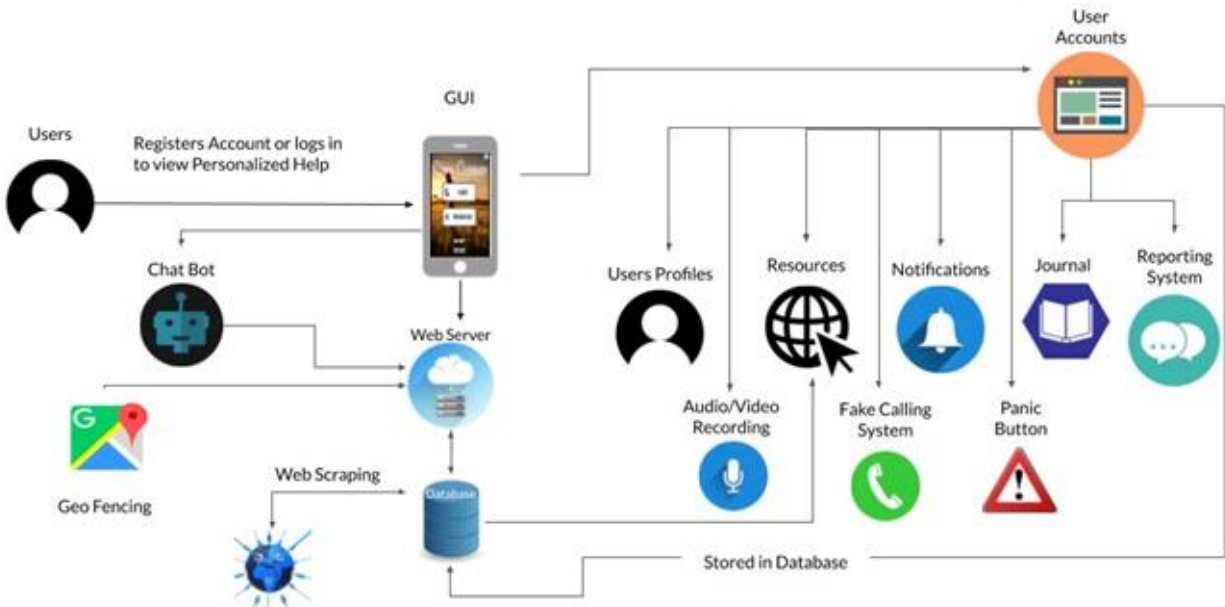 User
Accounts
GUI
Users
Registers Account or logs in
to view Personalized Help
Chat Bot
Users Profiles
Resources
Notifications
Journal
Reporting
System
Web Server
G
Audio/Video
Recording
Fake Calling
System
Panic
Button
Web Scraping
Database
Geo Fencing
Stored in Database